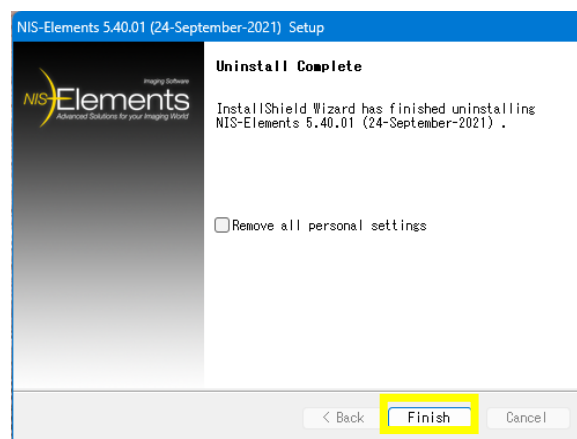 NIS-Elements 5.40.01 (24-September-2021) Setup
Imaging Software
NIS Elements
Advanced Solutions for your Imaging World
Uninstall Complete
InstallShield Wizard has finished uninstalling
NIS-Elements 5.40.01 (24-September-2021) .
Remove all personal settings
< Back Finish Cancel